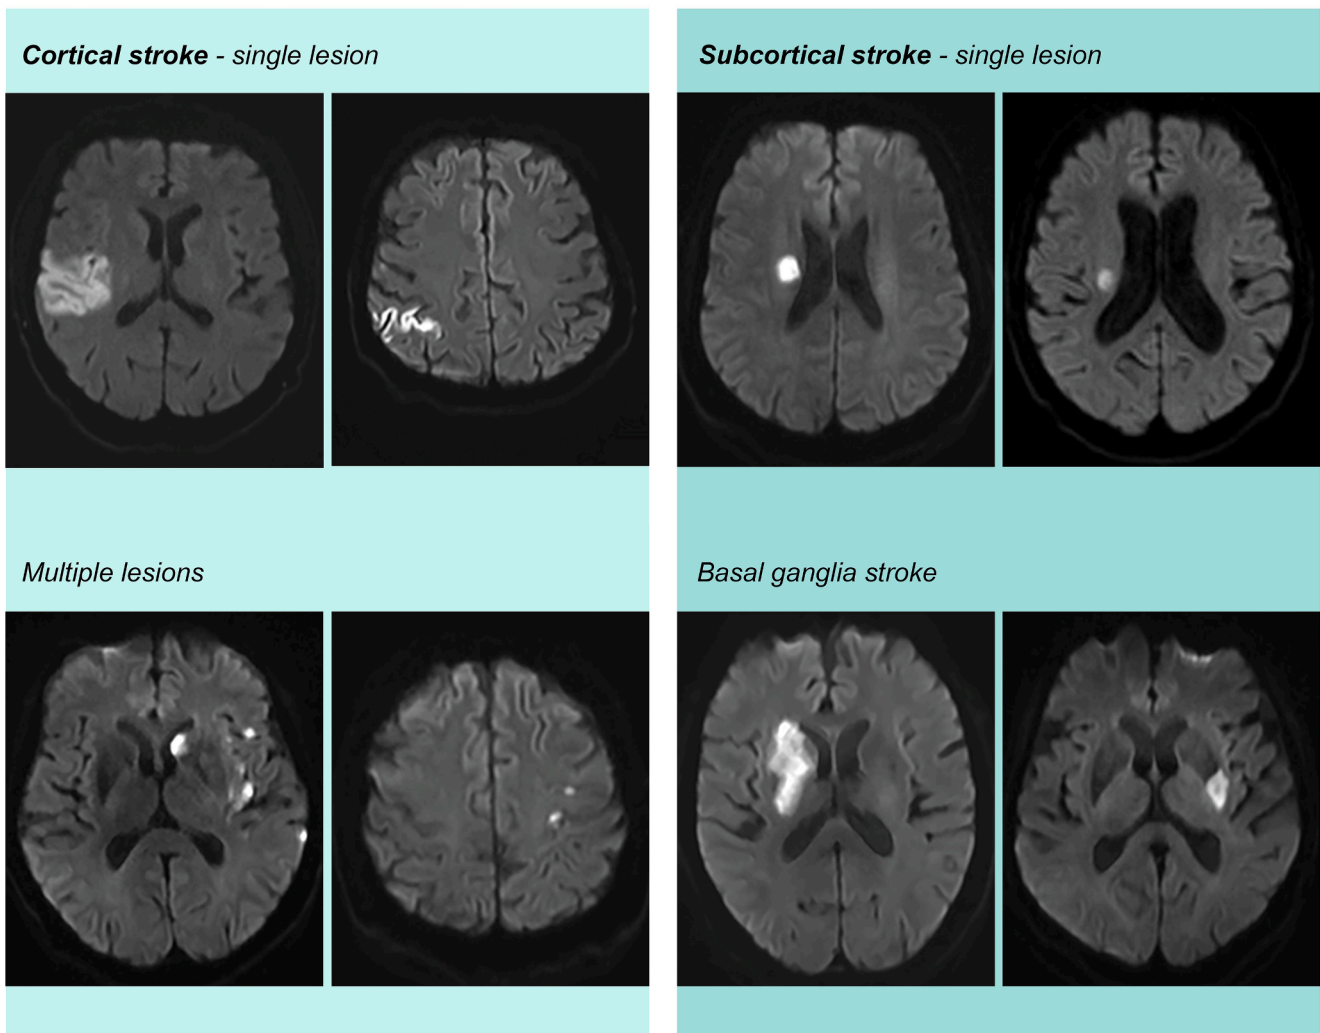 Cortical stroke - single lesion
Subcortical stroke - single lesion
Multiple lesions
Basal ganglia stroke